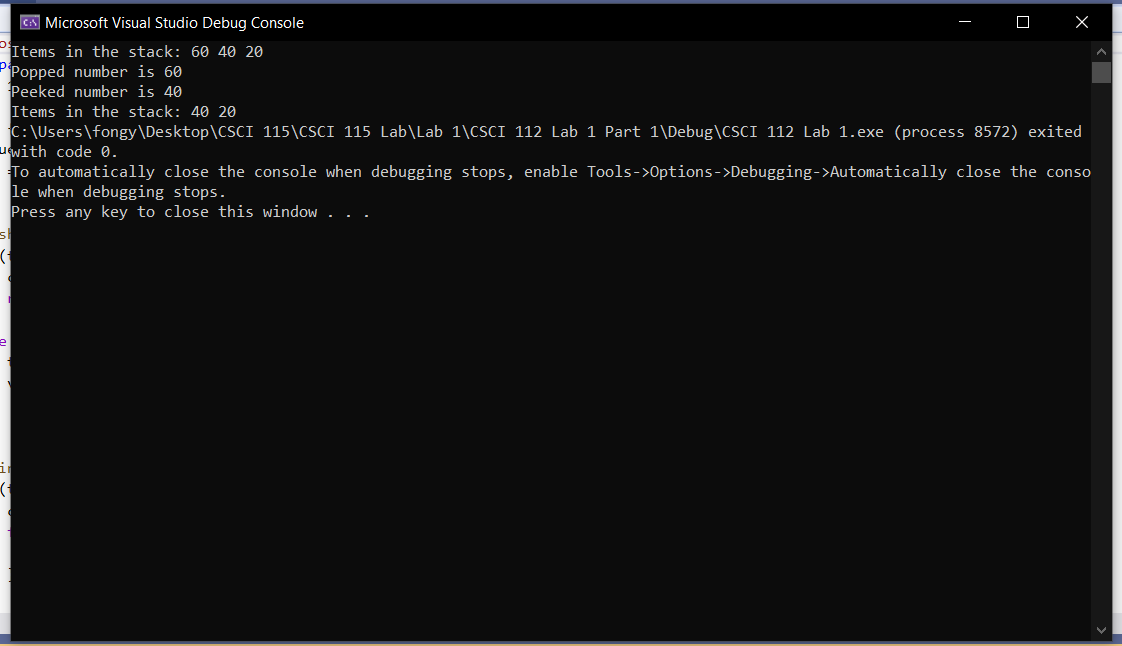 Microsoft Visual Studio Debug Console
Items in the stack: 60 40 20
Popped number is 60
Peeked number is 40
Items in the stack: 40 20
C:\Users\fongy\Desktop\CSCI 115\CSCI 115 Lab\Lab 1\CSCI 112 Lab 1 Part 1\Debug\CSCI 112 Lab 1.exe (process 8572) exited
with code 0.
To automatically close the console when debugging stops, enable Tools->Options->Debugging->Automatically close the conso
le when debugging stops.
Press any key to close this window . . .